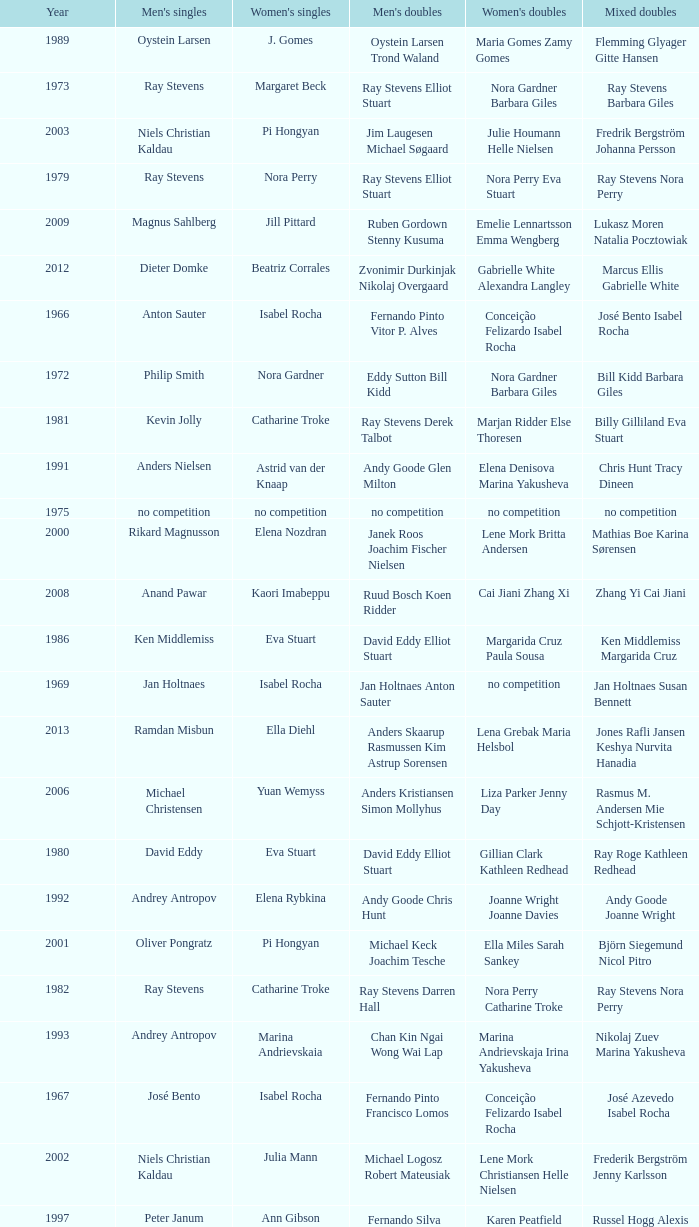 Year Men's singles Women's singles Men's doubles Women's doubles Mixed doubles
1989 Oystein Larsen J. Gomes Oystein Larsen Trond Waland Maria Gomes Zamy Gomes Flemming Glyager Gitte Hansen
1973 Ray Stevens Margaret Beck Ray Stevens Elliot Stuart Nora Gardner Barbara Giles Ray Stevens Barbara Giles
2003 Niels Christian Kaldau Pi Hongyan Jim Laugesen Michael Søgaard Julie Houmann Helle Nielsen Fredrik Bergström Johanna Persson
1979 Ray Stevens Nora Perry Ray Stevens Elliot Stuart Nora Perry Eva Stuart Ray Stevens Nora Perry
2009 Magnus Sahlberg Jill Pittard Ruben Gordown Stenny Kusuma Emelie Lennartsson Emma Wengberg Lukasz Moren Natalia Pocztowiak
2012 Dieter Domke Beatriz Corrales Zvonimir Durkinjak Nikolaj Overgaard Gabrielle White Alexandra Langley Marcus Ellis Gabrielle White
1966 Anton Sauter Isabel Rocha Fernando Pinto Vitor P. Alves Conceição Felizardo Isabel Rocha José Bento Isabel Rocha
1972 Philip Smith Nora Gardner Eddy Sutton Bill Kidd Nora Gardner Barbara Giles Bill Kidd Barbara Giles
1981 Kevin Jolly Catharine Troke Ray Stevens Derek Talbot Marjan Ridder Else Thoresen Billy Gilliland Eva Stuart
1991 Anders Nielsen Astrid van der Knaap Andy Goode Glen Milton Elena Denisova Marina Yakusheva Chris Hunt Tracy Dineen
1975 no competition no competition no competition no competition no competition
2000 Rikard Magnusson Elena Nozdran Janek Roos Joachim Fischer Nielsen Lene Mork Britta Andersen Mathias Boe Karina Sørensen
2008 Anand Pawar Kaori Imabeppu Ruud Bosch Koen Ridder Cai Jiani Zhang Xi Zhang Yi Cai Jiani
1986 Ken Middlemiss Eva Stuart David Eddy Elliot Stuart Margarida Cruz Paula Sousa Ken Middlemiss Margarida Cruz
1969 Jan Holtnaes Isabel Rocha Jan Holtnaes Anton Sauter no competition Jan Holtnaes Susan Bennett
2013 Ramdan Misbun Ella Diehl Anders Skaarup Rasmussen Kim Astrup Sorensen Lena Grebak Maria Helsbol Jones Rafli Jansen Keshya Nurvita Hanadia
2006 Michael Christensen Yuan Wemyss Anders Kristiansen Simon Mollyhus Liza Parker Jenny Day Rasmus M. Andersen Mie Schjott-Kristensen
1980 David Eddy Eva Stuart David Eddy Elliot Stuart Gillian Clark Kathleen Redhead Ray Roge Kathleen Redhead
1992 Andrey Antropov Elena Rybkina Andy Goode Chris Hunt Joanne Wright Joanne Davies Andy Goode Joanne Wright
2001 Oliver Pongratz Pi Hongyan Michael Keck Joachim Tesche Ella Miles Sarah Sankey Björn Siegemund Nicol Pitro
1982 Ray Stevens Catharine Troke Ray Stevens Darren Hall Nora Perry Catharine Troke Ray Stevens Nora Perry
1993 Andrey Antropov Marina Andrievskaia Chan Kin Ngai Wong Wai Lap Marina Andrievskaja Irina Yakusheva Nikolaj Zuev Marina Yakusheva
1967 José Bento Isabel Rocha Fernando Pinto Francisco Lomos Conceição Felizardo Isabel Rocha José Azevedo Isabel Rocha
2002 Niels Christian Kaldau Julia Mann Michael Logosz Robert Mateusiak Lene Mork Christiansen Helle Nielsen Frederik Bergström Jenny Karlsson
1997 Peter Janum Ann Gibson Fernando Silva Karen Peatfield Russel Hogg Alexis